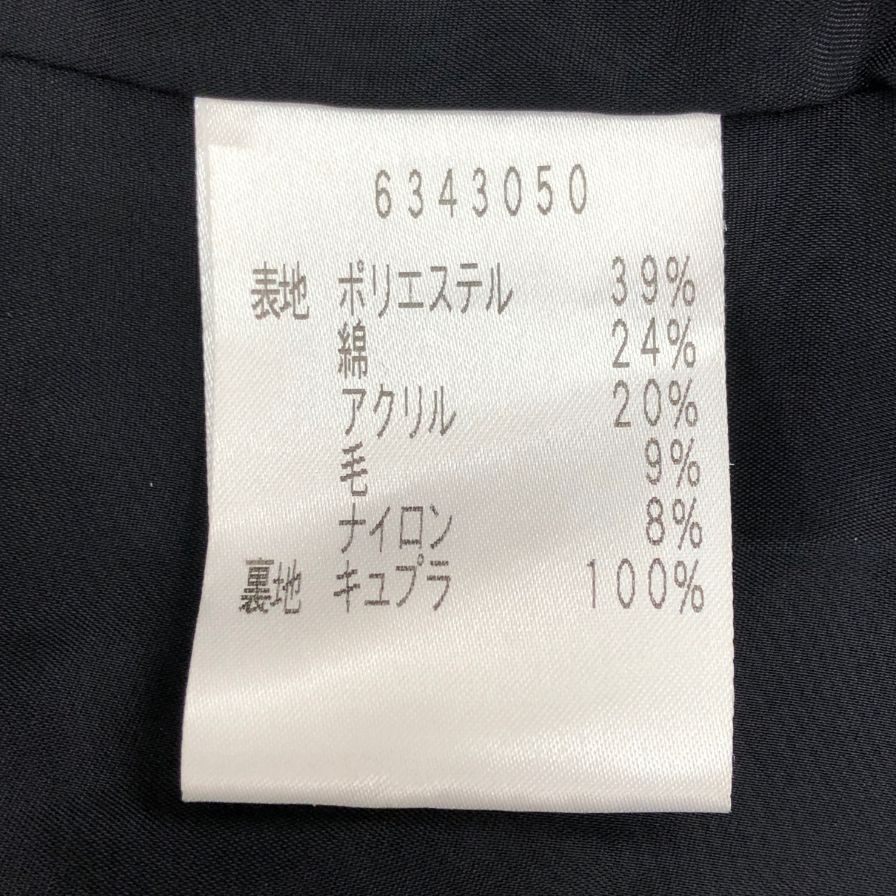 6343050
表地 ポリエステル 39%
綿 24%
アクリル 20%
毛 9%
ナイロン 8%
裏地 キュプラ 100%